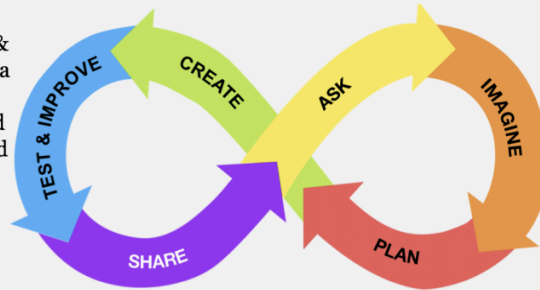 &
a
d
d
ASK
IMAGINE
PLAN
CREATE
TEST & IMPROVE
SHARE